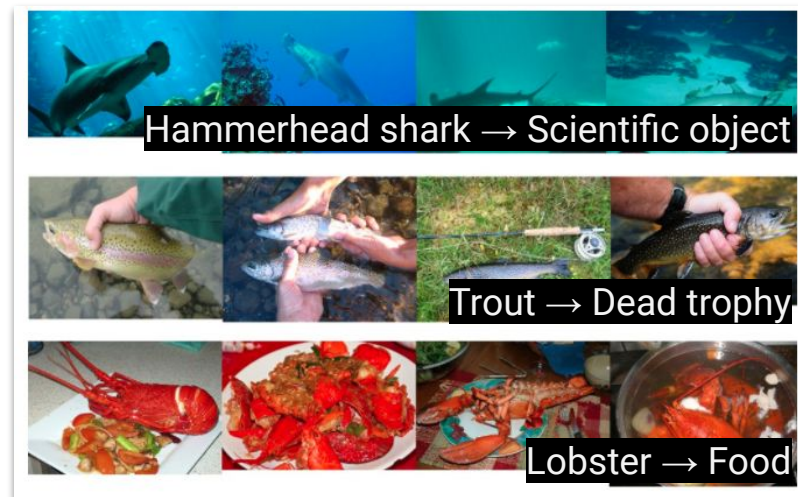 Hammerhead shark → Scientific object
Trout → Dead trophy
Lobster → Food